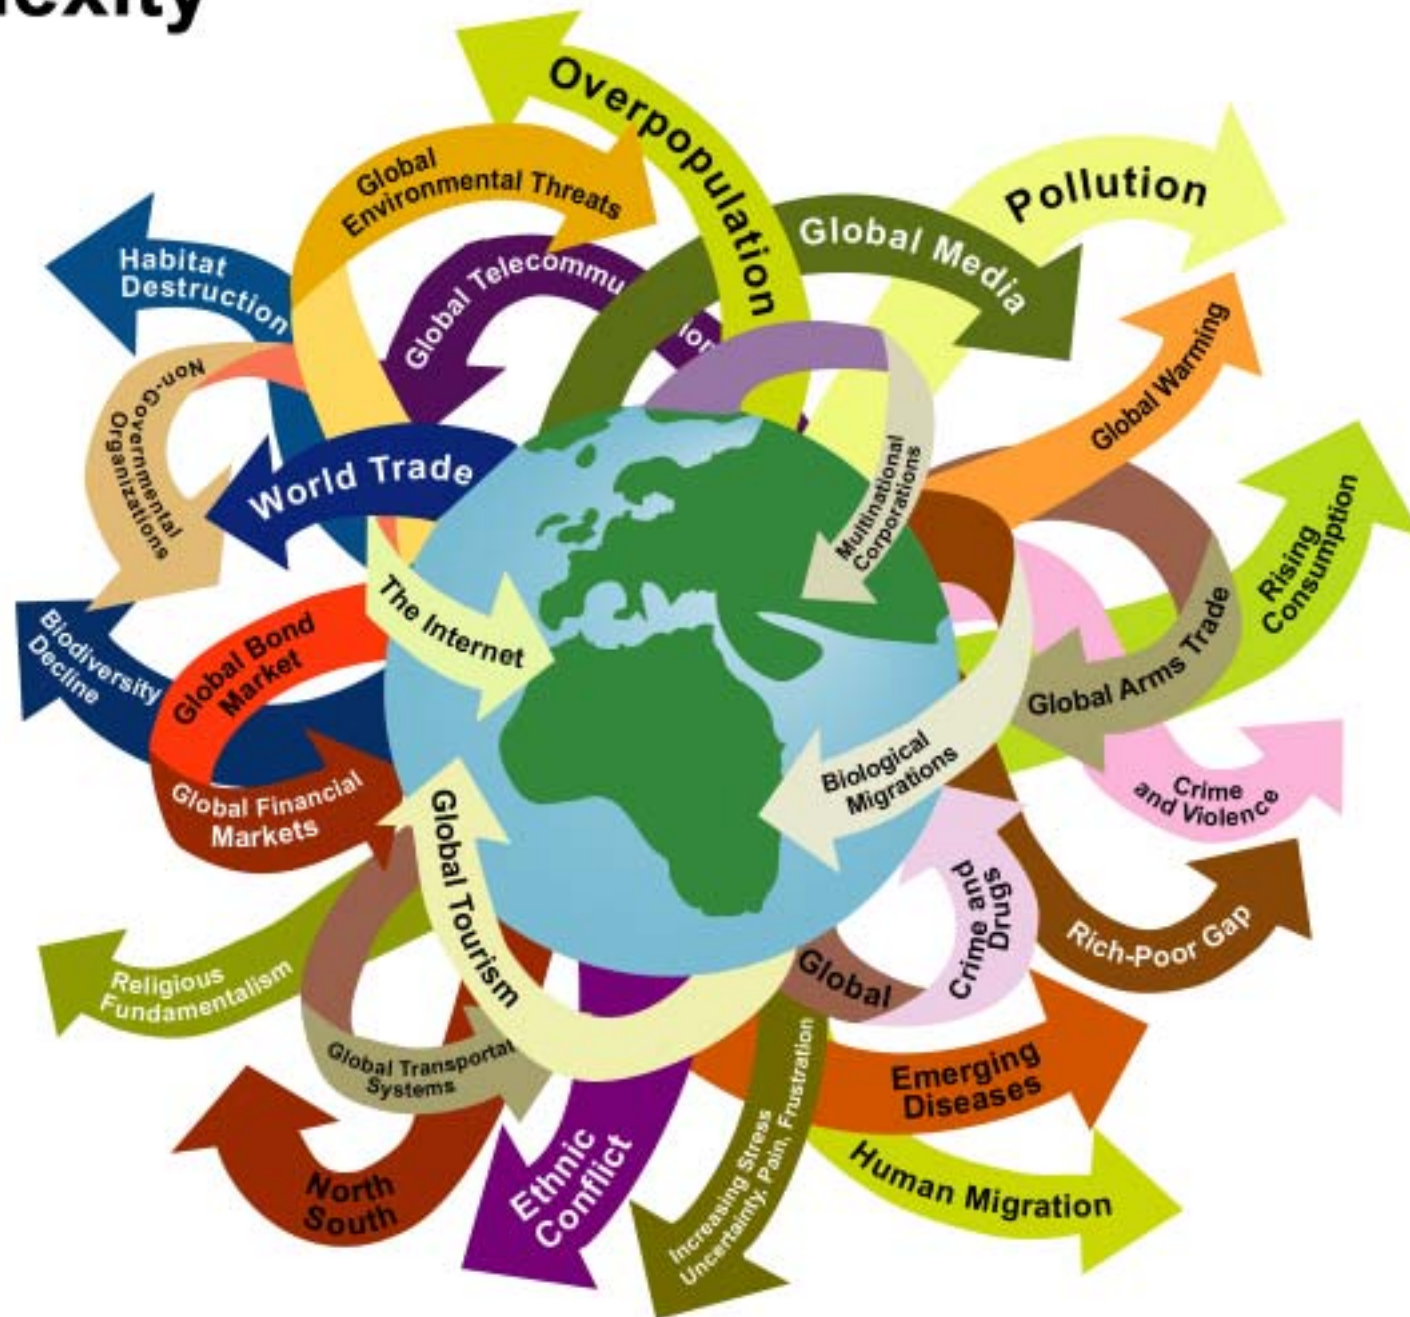 lexity
Overpopulation
Global
Environmental Threats
Pollution
Global Media
Habitat
Destruction
Global Telecommu
ion
Global Warming
Non-Governmental
Organizations
World Trade
Multinational
Corporations
Rising
Consumption
The Internet
Global Bond
Market
Biodiversity
Decline
Global Arms Trade
Biological
Migrations
Crime
and Violence
Global Financial
Markets
Global Tourism
Crime and
Drugs
Global
Rich-Poor Gap
Religious
Fundamentalism
Global Transportat
Systems
Emerging
Diseases
Increasing Stress
Uncertainty, Pain, Frustration
Human Migration
Ethnic
Conflict
North
South